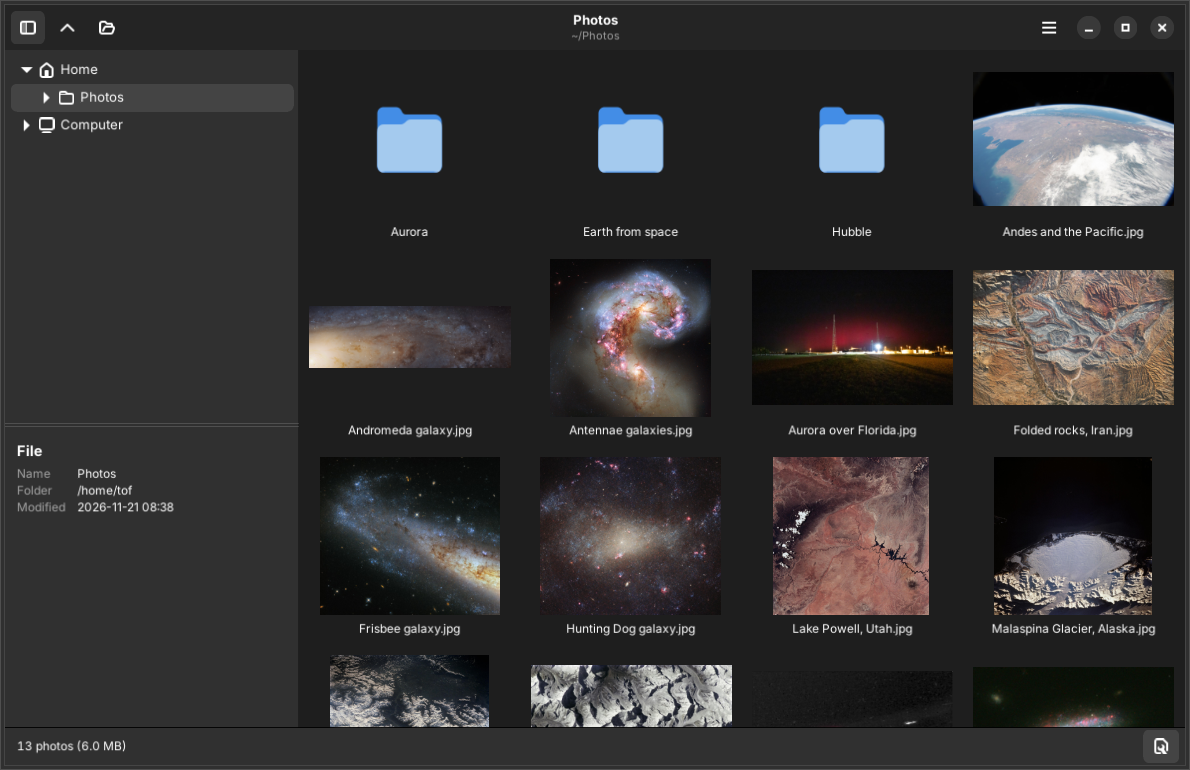 Photos
~/Photos
Home
Photos
Computer
Aurora
Earth from space
Hubble
Andes and the Pacific.jpg
Andromeda galaxy.jpg
Antennae galaxies.jpg
Aurora over Florida.jpg
Folded rocks, Iran.jpg
File
Name Photos
Folder /home/tof
Modified 2026-11-21 08:38
Frisbee galaxy.jpg
Hunting Dog galaxy.jpg
Lake Powell, Utah.jpg
Malaspina Glacier, Alaska.jpg
13 photos (6.0 MB)